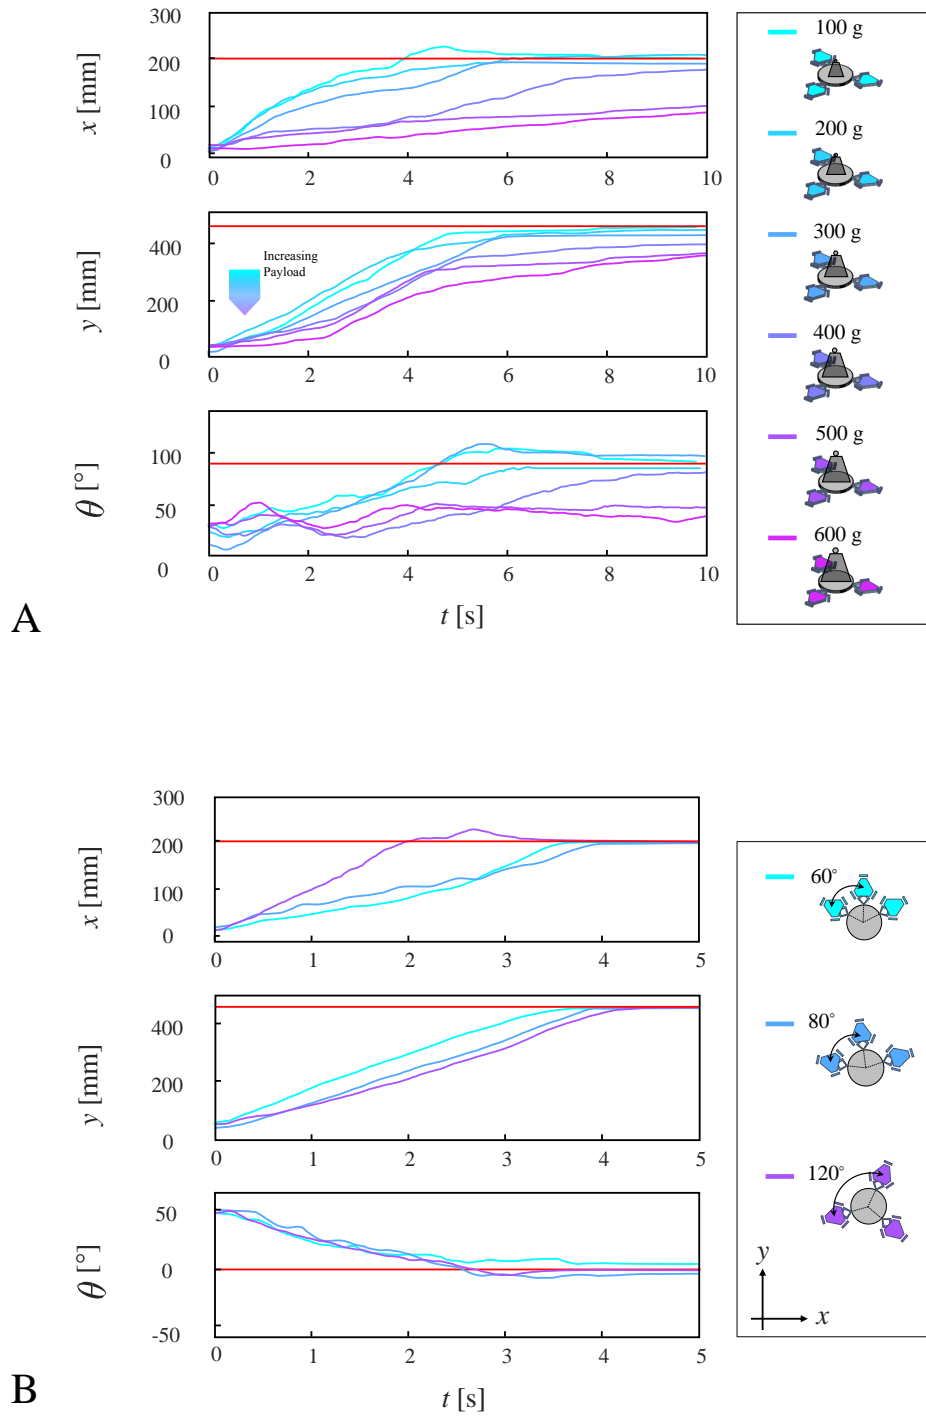 300
200
100
0
x [mm]
0 2 4 6 8 10
400
200
0
y [mm]
Increasing
Payload
0 2 4 6 8 10
100
50
0
θ [°]
0 2 4 6 8 10
t [s]
A
100 g
200 g
300 g
400 g
500 g
600 g
300
200
100
0
x [mm]
0 1 2 3 4 5
400
200
0
y [mm]
0 1 2 3 4 5
50
0
-50
θ [°]
0 1 2 3 4 5
t [s]
B
60°
80°
120°
y
x